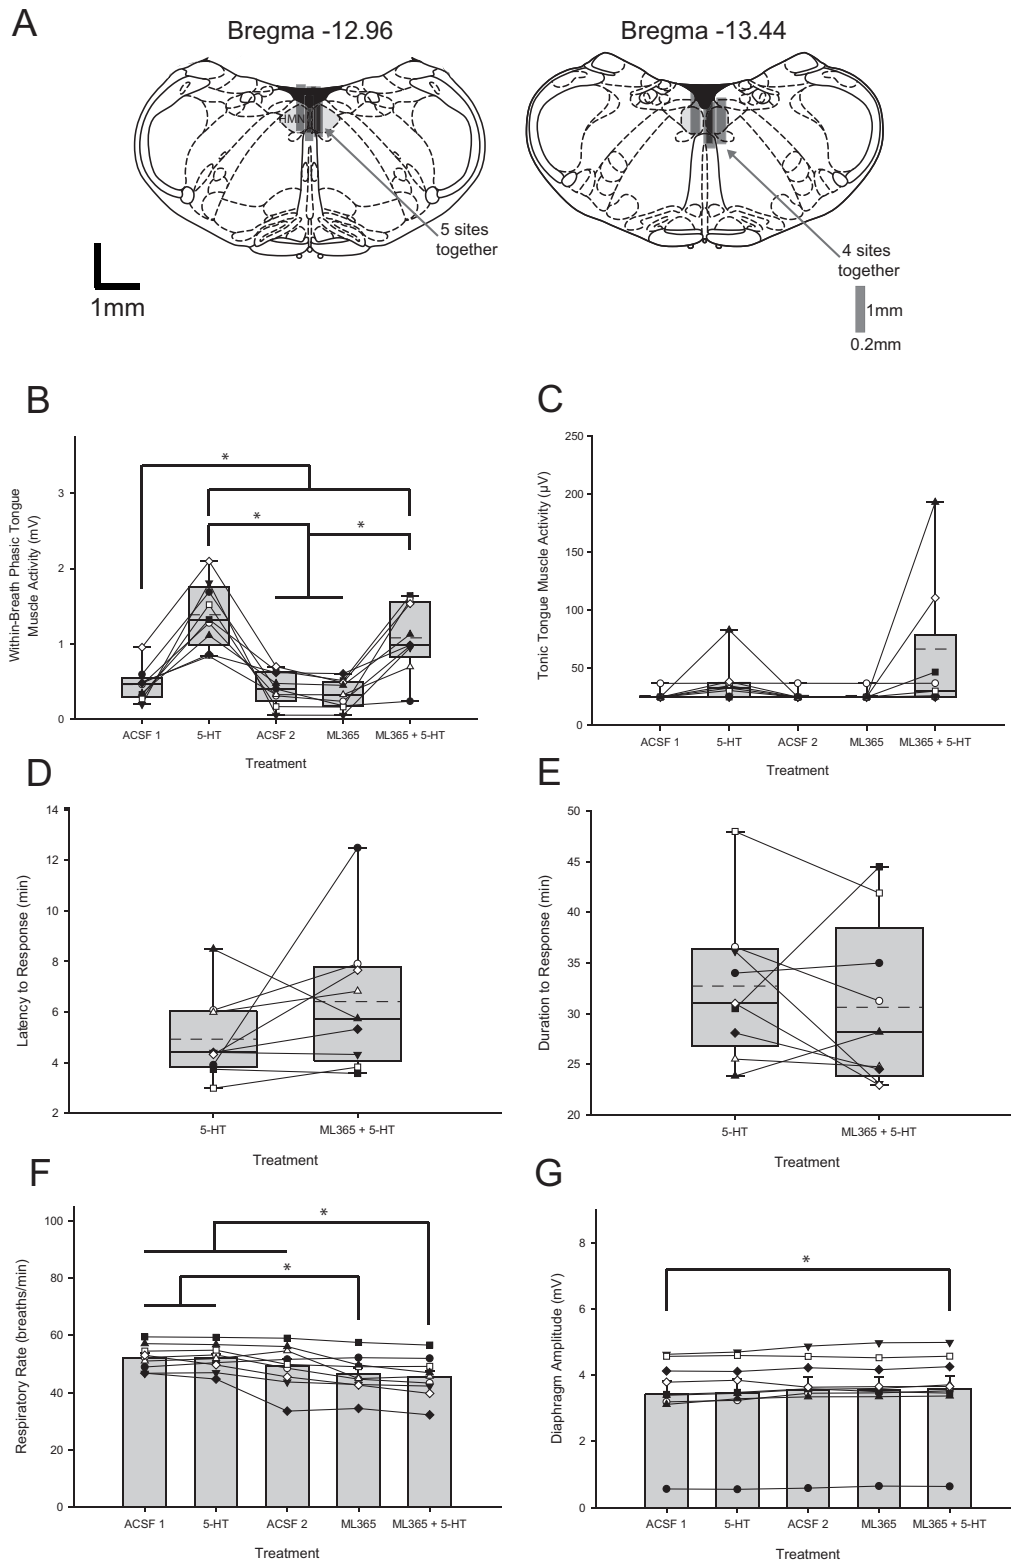 A
Bregma -12.96
Bregma -13.44
HMN
5 sites
together
4 sites
together
1mm
1mm
0.2mm
B
Within-Breath Phasic Tongue
Muscle Activity (mV)
3
2
1
0
*
*
*
ACSF 1
5-HT
ACSF 2
ML365
ML365 + 5-HT
Treatment
C
Tonic Tongue Muscle Activity (µV)
250
200
150
100
50
0
ACSF 1
5-HT
ACSF 2
ML365
ML365 + 5-HT
Treatment
D
Latency to Response (min)
14
12
10
8
6
4
2
5-HT
ML365 + 5-HT
Treatment
E
Duration to Response (min)
50
45
40
35
30
25
20
5-HT
ML365 + 5-HT
Treatment
F
Respiratory Rate (breaths/min)
100
80
60
40
20
0
*
*
ACSF 1
5-HT
ACSF 2
ML365
ML365 + 5-HT
Treatment
G
Diaphragm Amplitude (mV)
8
6
4
2
0
*
ACSF 1
5-HT
ACSF 2
ML365
ML365 + 5-HT
Treatment